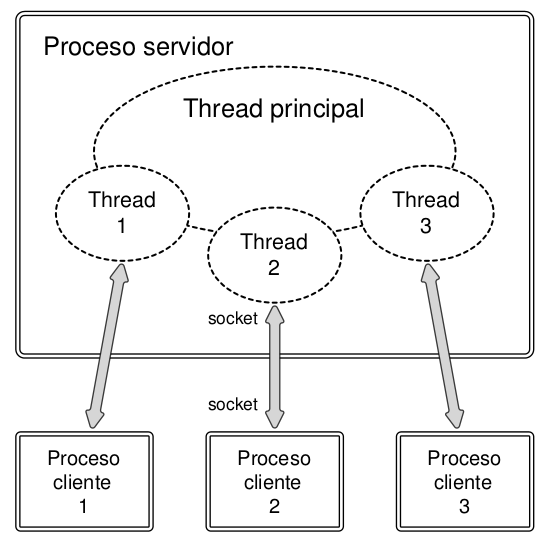 Proceso servidor
Thread principal
Thread
1
Thread
2
Thread
3
socket
socket
Proceso
cliente
1
Proceso
cliente
2
Proceso
cliente
3